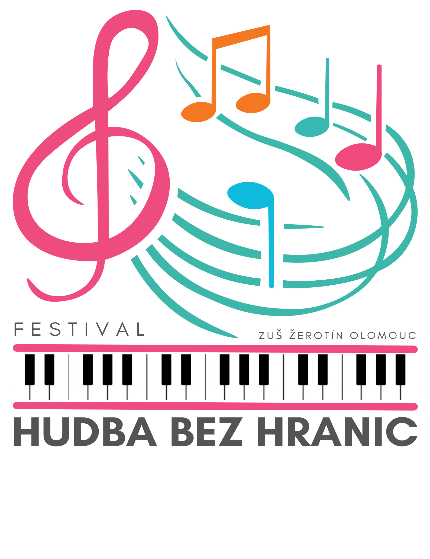 FESTIVAL
ZUŠ ŽEROTÍN OLOMOUC
HUDBA BEZ HRANIC